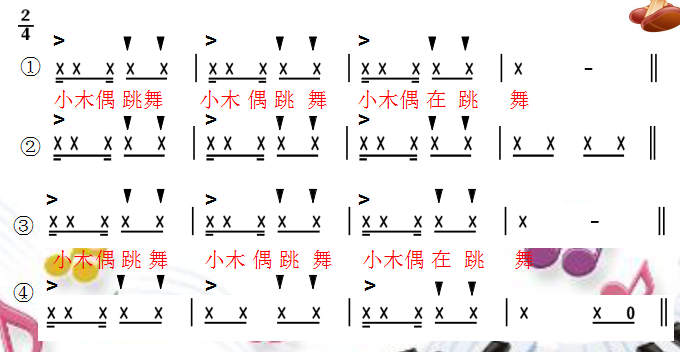 2/4
① > ▼ ▼ | > ▼ ▼ | > ▼ ▼ |
X X X X X | X X X X X | X X X X X | X - ‖
小木偶 跳舞 小木 偶 跳 舞 小木偶 在 跳 舞
> ▼ ▼ > ▼ ▼ > ▼ ▼
② X X X X X | X X X X X | X X X X X | X X X X ‖
> ▼ ▼ > ▼ ▼ > ▼ ▼
③ X X X X X | X X X X X | X X X X X | X - ‖
小木偶 跳 舞 小木 偶 跳 舞 小木偶 在 跳 舞
> ▼ ▼ > ▼ ▼ > ▼ ▼
④ X X X X X | X X X X | X X X X X | X X 0 ‖